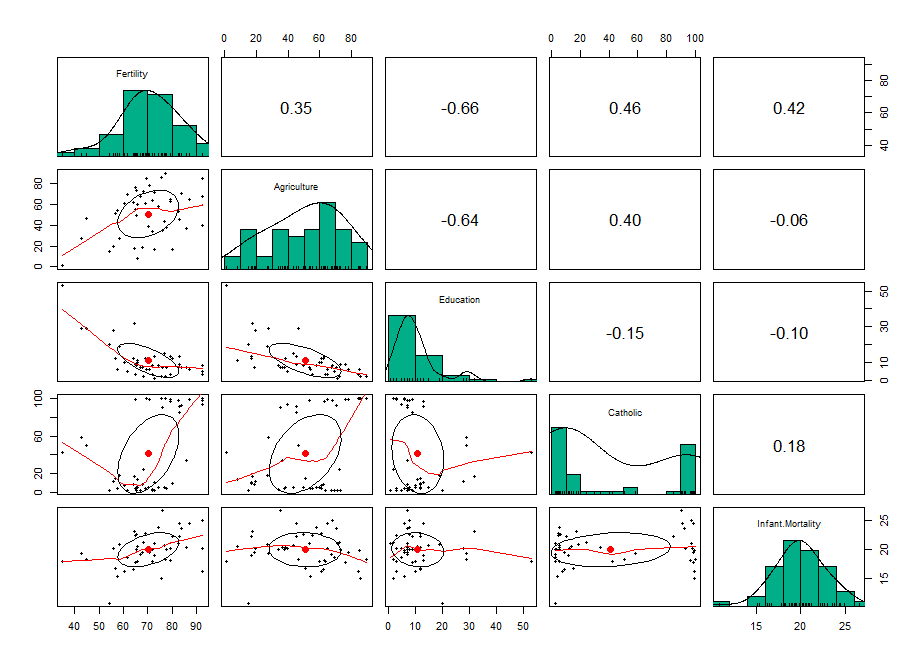 0 20 40 60 80
0 20 40 60 80 100
Fertility
0.35
-0.66
0.46
0.42
40 60 80
0 20 40 60 80
Agriculture
-0.64
0.40
-0.06
Education
-0.15
-0.10
0 10 30 50
0 20 60 100
Catholic
0.18
Infant.Mortality
15 20 25
40 50 60 70 80 90
0 10 20 30 40 50
15 20 25